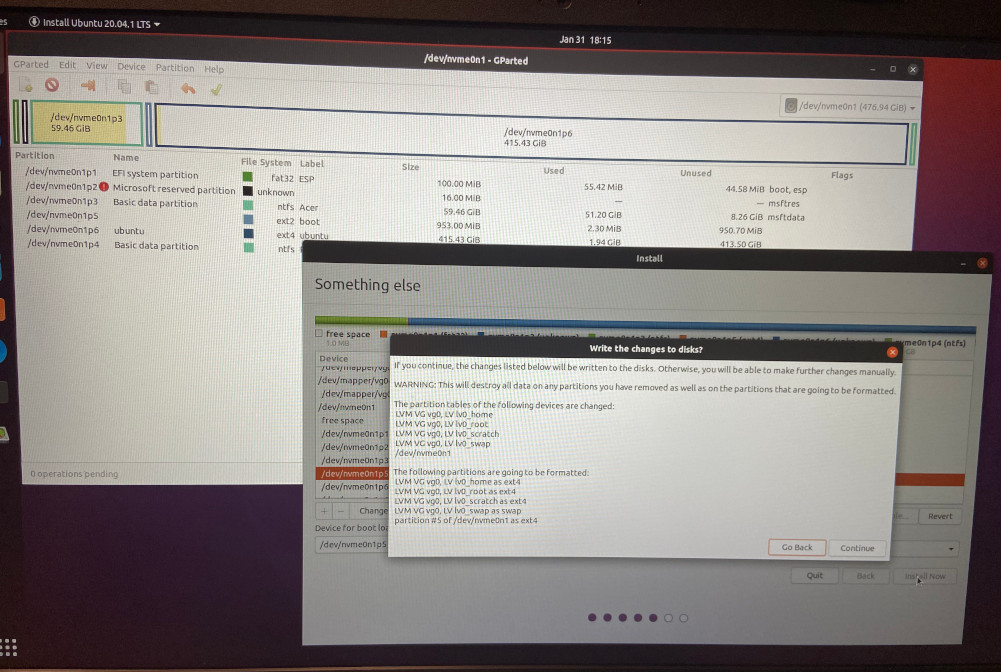 es
Install Ubuntu 20.04.1 LTS
Jan 31 18:15
/dev/nvme0n1 - GParted
GParted Edit View Device Partition Help
/dev/nvme0n1 (476.94 GiB)
/dev/nvme0n1p3
59.46 GiB
/dev/nvme0n1p6
415.43 GiB
Partition Name File System Label Size Used Unused Flags
/dev/nvme0n1p1 EFI system partition fat32 ESP 100.00 MiB 55.42 MiB 44.58 MiB boot, esp
/dev/nvme0n1p2 Microsoft reserved partition unknown 16.00 MiB — — msftres
/dev/nvme0n1p3 Basic data partition ntfs Acer 59.46 GiB 51.20 GiB 8.26 GiB msftdata
/dev/nvme0n1p5 ext2 boot 953.00 MiB 2.30 MiB 950.70 MiB
/dev/nvme0n1p6 ubuntu ext4 ubuntu 415.43 GiB 1.94 GiB 413.50 GiB
/dev/nvme0n1p4 Basic data partition ntfs
0 operations pending
Install
Something else
free space
1.0 MB
nvme0n1p4 (ntfs)
GB
Device
/dev/mapper/vg0
/dev/mapper/vg0
/dev/nvme0n1
free space
/dev/nvme0n1p1
/dev/nvme0n1p2
/dev/nvme0n1p3
/dev/nvme0n1p5
/dev/nvme0n1p6
+ − Change
Revert
Device for boot lo
/dev/nvme0n1p5
Quit Back Install Now
Write the changes to disks?
If you continue, the changes listed below will be written to the disks. Otherwise, you will be able to make further changes manually.
WARNING: This will destroy all data on any partitions you have removed as well as on the partitions that are going to be formatted.
The partition tables of the following devices are changed:
LVM VG vg0, LV lv0_home
LVM VG vg0, LV lv0_root
LVM VG vg0, LV lv0_scratch
LVM VG vg0, LV lv0_swap
/dev/nvme0n1
The following partitions are going to be formatted:
LVM VG vg0, LV lv0_home as ext4
LVM VG vg0, LV lv0_root as ext4
LVM VG vg0, LV lv0_scratch as ext4
LVM VG vg0, LV lv0_swap as swap
partition #5 of /dev/nvme0n1 as ext4
Go Back Continue